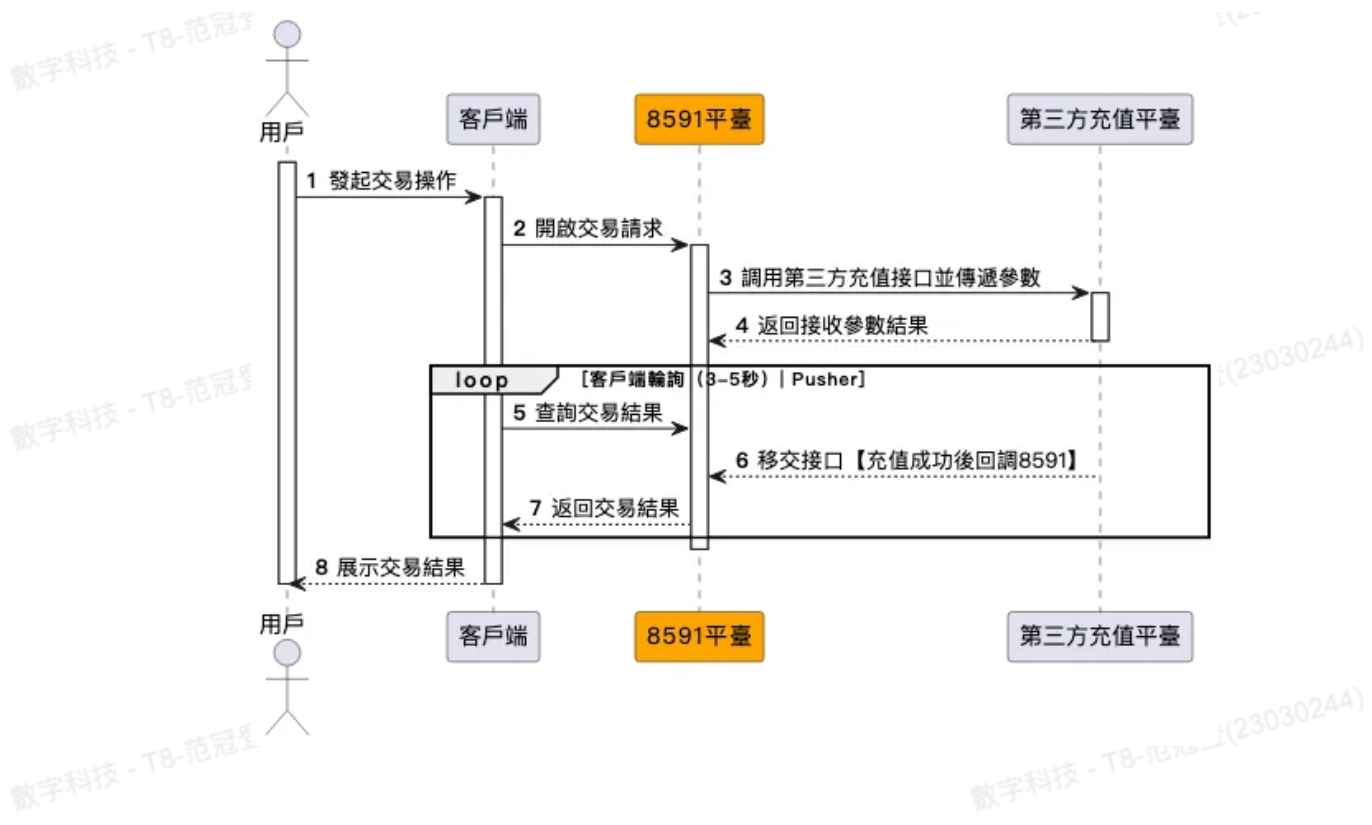 數字科技 - T8-范冠
用戶
客戶端
8591平臺
第三方充值平臺
1 發起交易操作
2 開啟交易請求
3 調用第三方充值接口並傳遞參數
4 返回接收參數結果
(23030244)
數字科技 - T8-范冠
loop [客戶端輪詢（3-5秒）| Pusher]
5 查詢交易結果
6 移交接口【充值成功後回調8591】
7 返回交易結果
8 展示交易結果
用戶
客戶端
8591平臺
第三方充值平臺
數字科技 - T8-范冠
數字科技 - T8-范冠 (23030244)